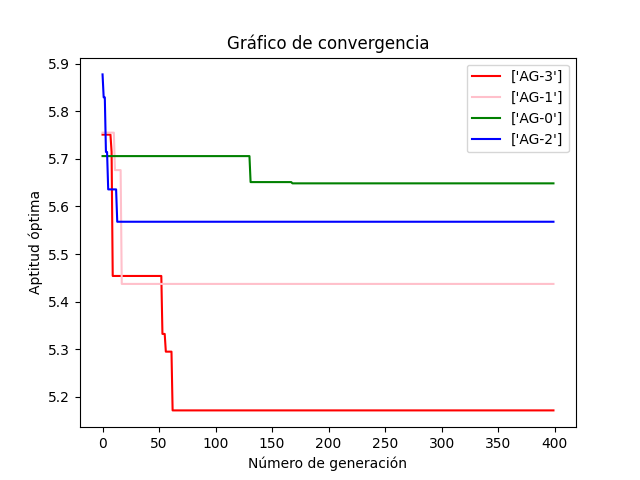 Gráfico de convergencia
['AG-3']
['AG-1']
['AG-0']
['AG-2']
Aptitud óptima
5.9
5.8
5.7
5.6
5.5
5.4
5.3
5.2
0 50 100 150 200 250 300 350 400
Número de generación